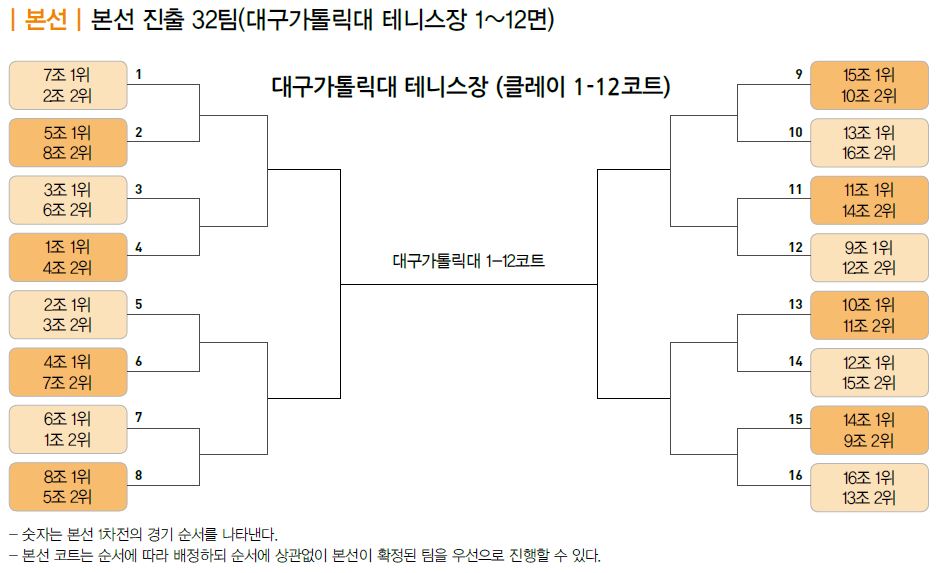 | 본선 | 본선 진출 32팀(대구가톨릭대 테니스장 1~12면)
대구가톨릭대 테니스장 (클레이 1-12코트)
7조 1위
2조 2위
1
5조 1위
8조 2위
2
3조 1위
6조 2위
3
1조 1위
4조 2위
4
2조 1위
3조 2위
5
4조 1위
7조 2위
6
6조 1위
1조 2위
7
8조 1위
5조 2위
8
대구가톨릭대 1-12코트
9
15조 1위
10조 2위
10
13조 1위
16조 2위
11
11조 1위
14조 2위
12
9조 1위
12조 2위
13
10조 1위
11조 2위
14
12조 1위
15조 2위
15
14조 1위
9조 2위
16
16조 1위
13조 2위
- 숫자는 본선 1차전의 경기 순서를 나타낸다.
- 본선 코트는 순서에 따라 배정하되 순서에 상관없이 본선이 확정된 팀을 우선으로 진행할 수 있다.